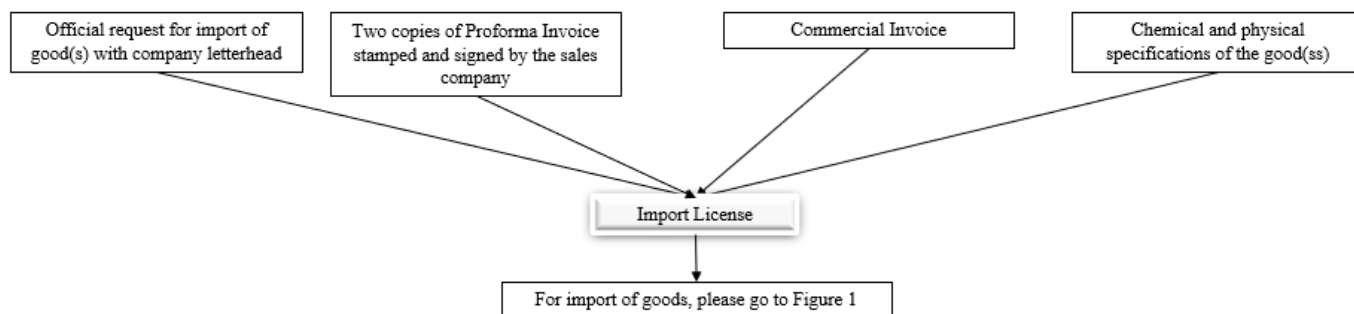 Official request for import of
good(s) with company letterhead
Two copies of Proforma Invoice
stamped and signed by the sales
company
Commercial Invoice
Chemical and physical
specifications of the good(ss)
Import License
For import of goods, please go to Figure 1